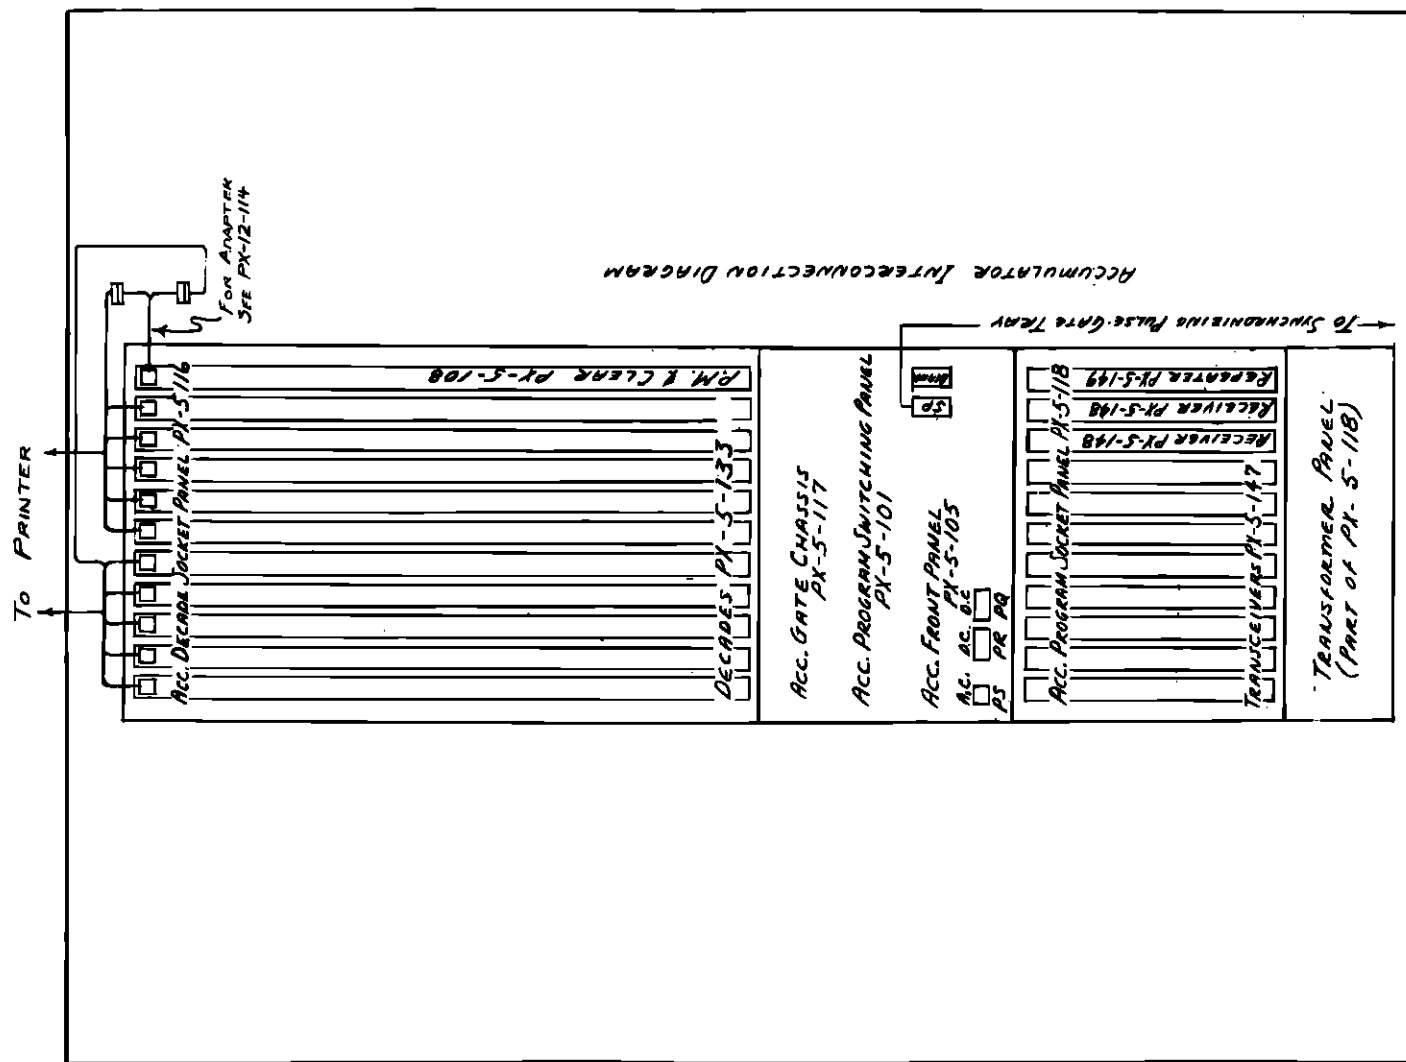 TO PRINTER
FOR ADAPTER
SEE PX-12-114
ACCUMULATOR INTERCONNECTION DIAGRAM
TO SYNCHRONIZING PULSE-GATE TRAY
ACC. DECADE SOCKET PANEL PX-5-116
P.M. & CLEAR PX-5-108
DECADES PX-5-133
ACC. GATE CHASSIS
PX-5-117
ACC. PROGRAM SWITCHING PANEL
PX-5-101
ACC. FRONT PANEL
PX-5-105
SP
A.C. D.C. D.C
PS PR PQ
ACC. PROGRAM SOCKET PANEL PX-5-118
REPEATER PX-5-149
RECEIVER PX-5-148
RECEIVER PX-5-148
TRANSCEIVERS PX-5-147
TRANSFORMER PANEL
(PART OF PX-5-118)